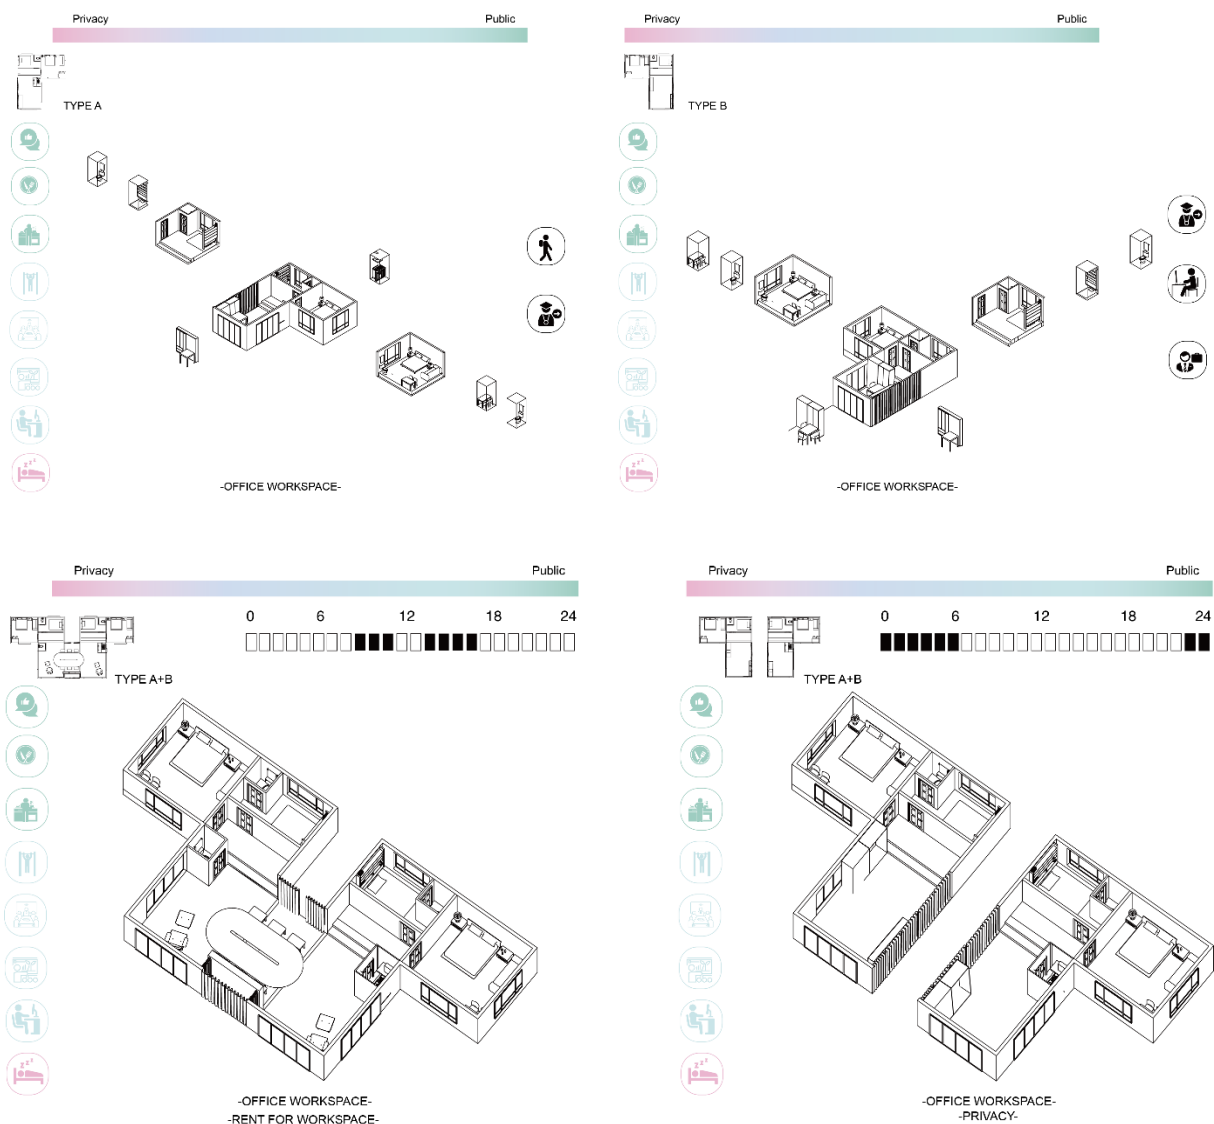 Privacy Public
TYPE A
-OFFICE WORKSPACE-
Privacy Public
TYPE B
-OFFICE WORKSPACE-
Privacy Public
0 6 12 18 24
TYPE A+B
-OFFICE WORKSPACE-
-RENT FOR WORKSPACE-
Privacy Public
0 6 12 18 24
TYPE A+B
-OFFICE WORKSPACE-
-PRIVACY-